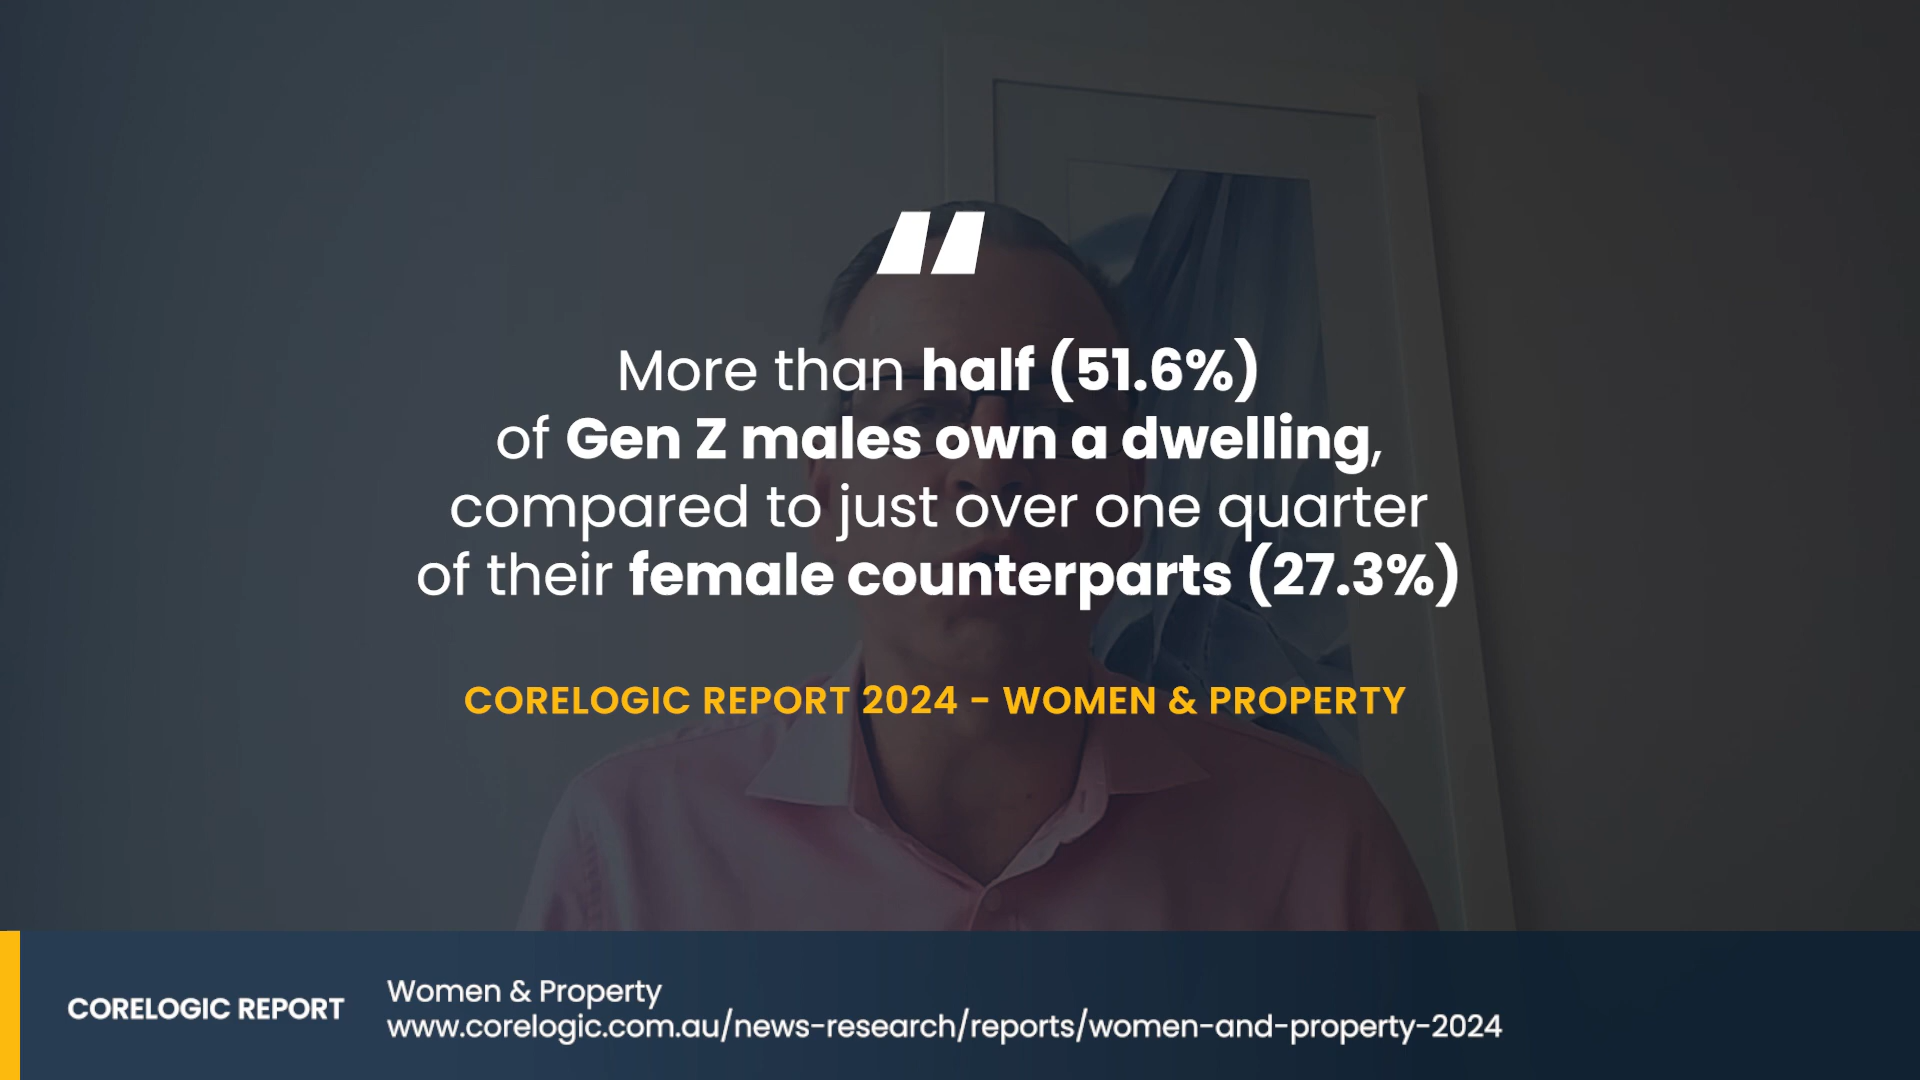 “
More than half (51.6%)
of Gen Z males own a dwelling,
compared to just over one quarter
of their female counterparts (27.3%)
CORELOGIC REPORT 2024 - WOMEN & PROPERTY
CORELOGIC REPORT
Women & Property
www.corelogic.com.au/news-research/reports/women-and-property-2024